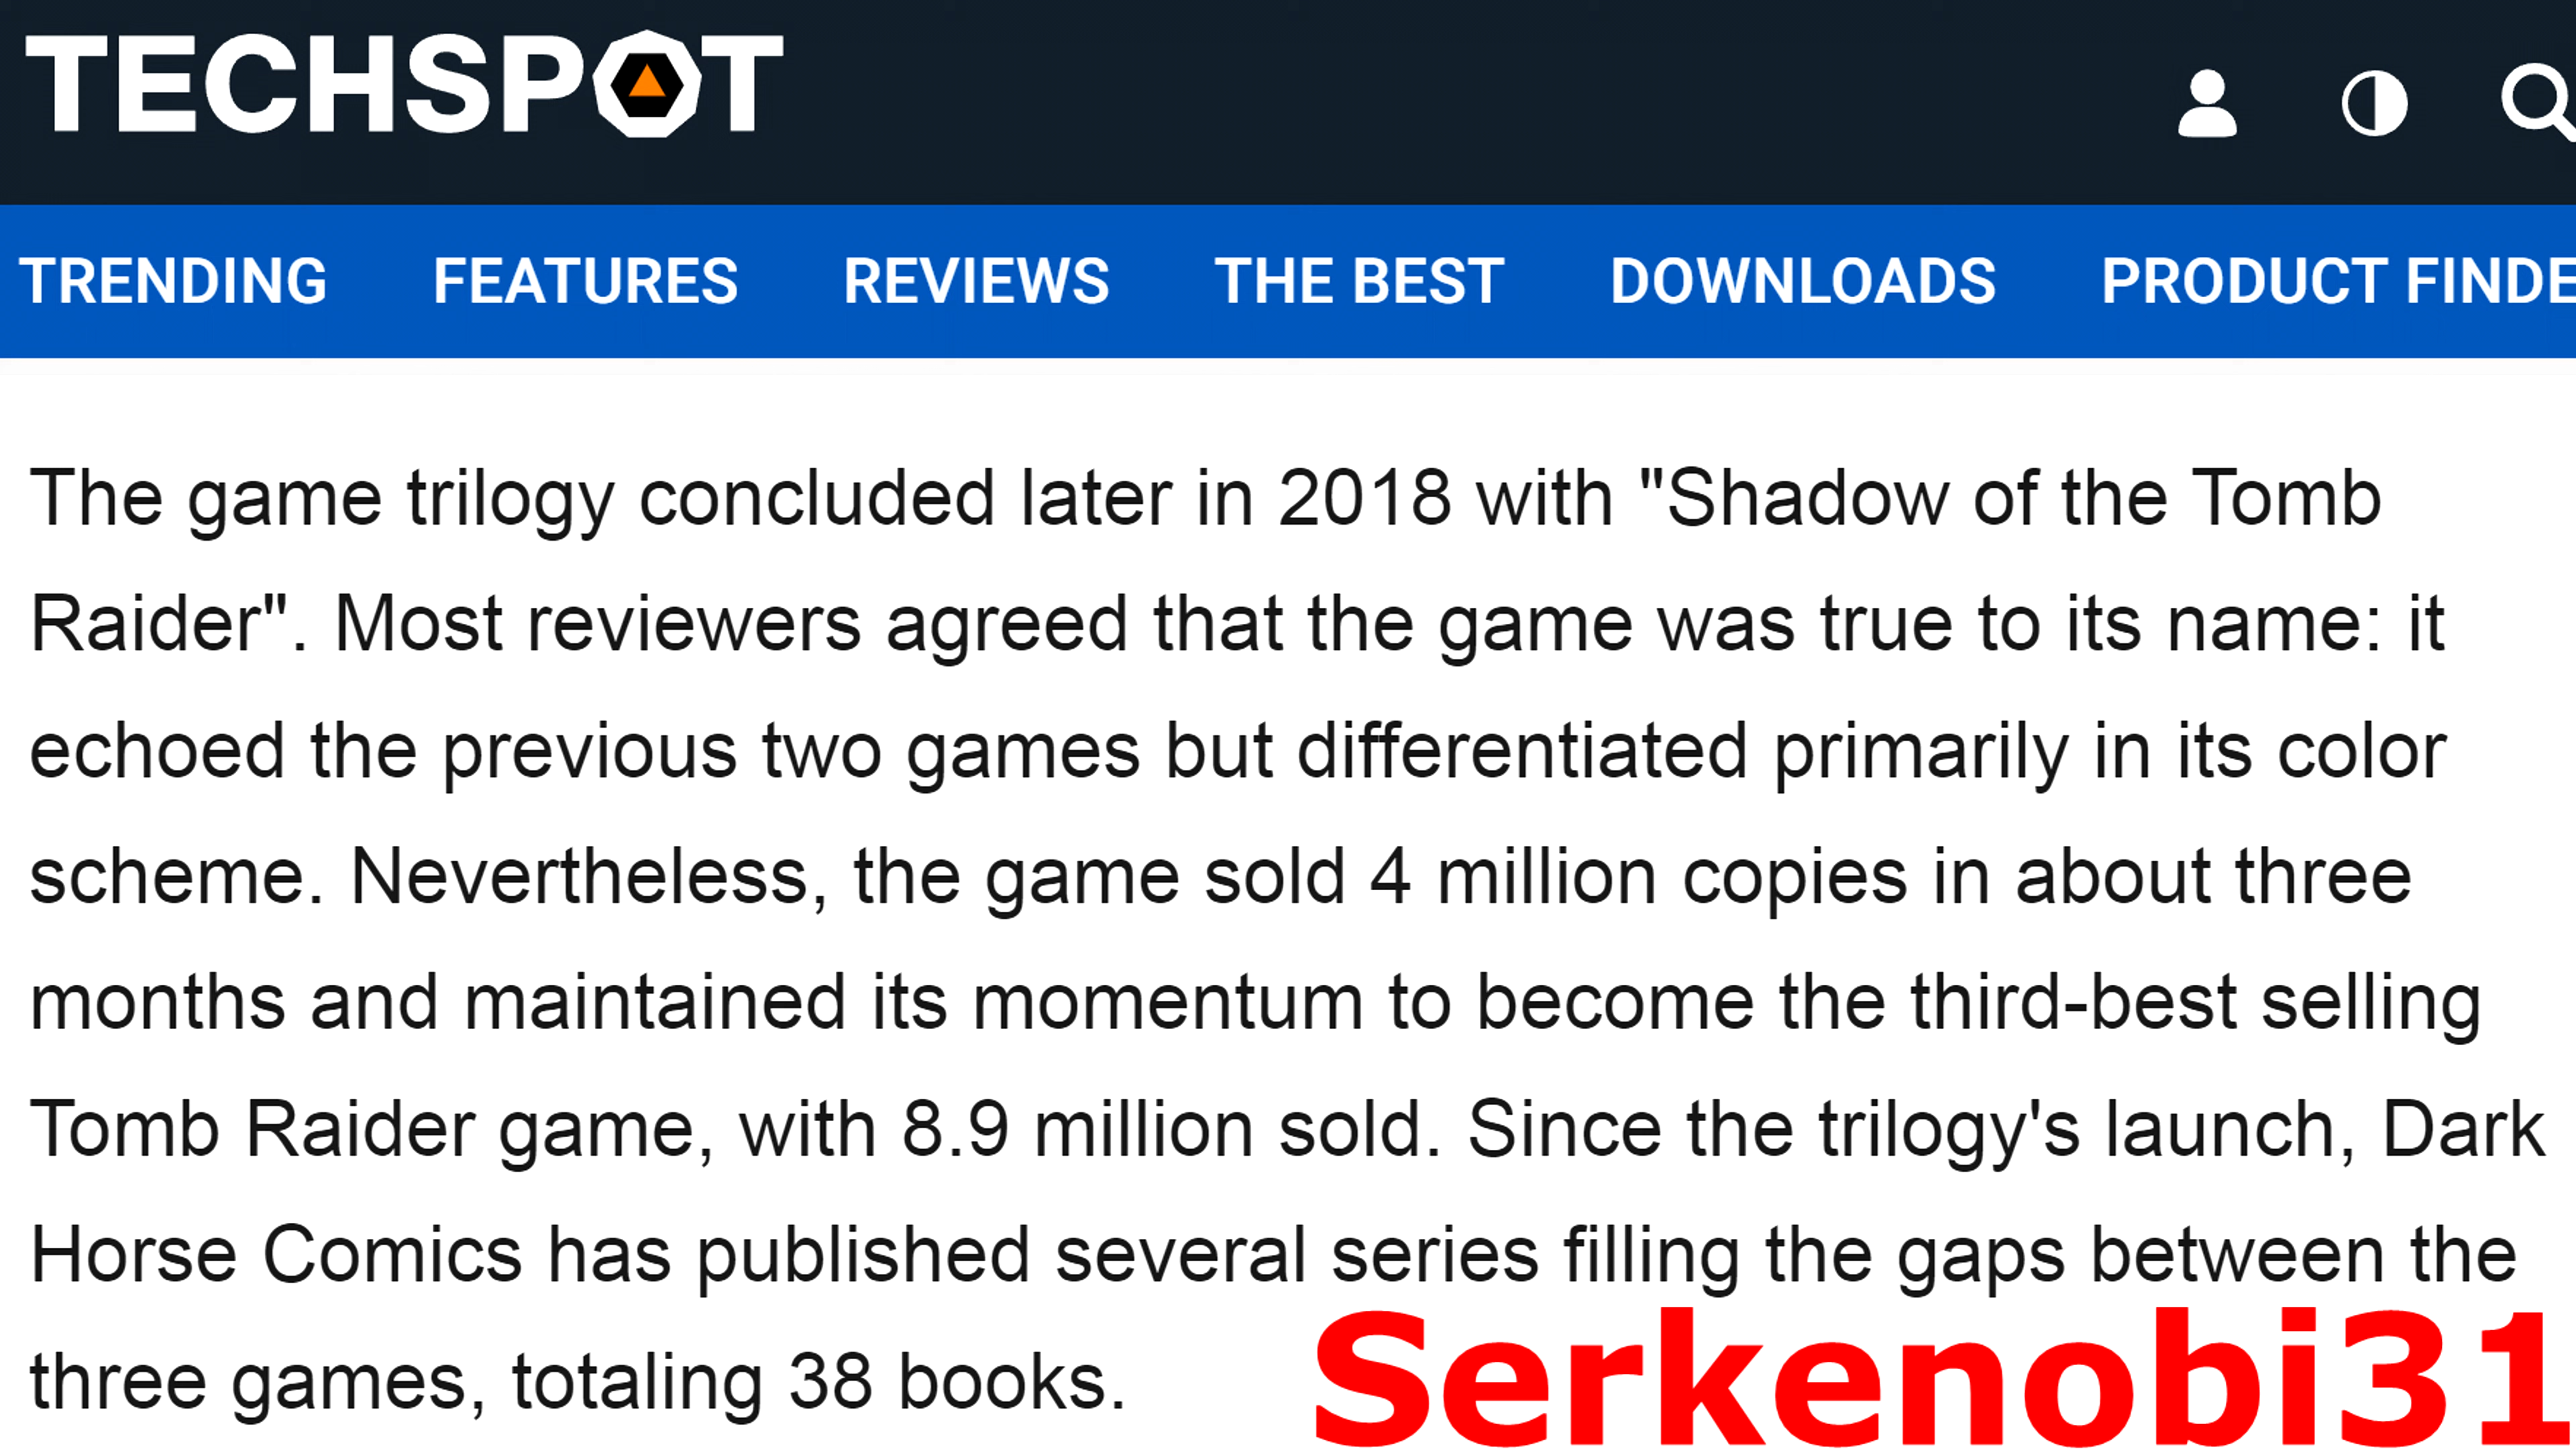 TECHSPOT
TRENDING FEATURES REVIEWS THE BEST DOWNLOADS PRODUCT FINDE
The game trilogy concluded later in 2018 with "Shadow of the Tomb
Raider". Most reviewers agreed that the game was true to its name: it
echoed the previous two games but differentiated primarily in its color
scheme. Nevertheless, the game sold 4 million copies in about three
months and maintained its momentum to become the third-best selling
Tomb Raider game, with 8.9 million sold. Since the trilogy's launch, Dark
Horse Comics has published several series filling the gaps between the
three games, totaling 38 books.
Serkenobi31